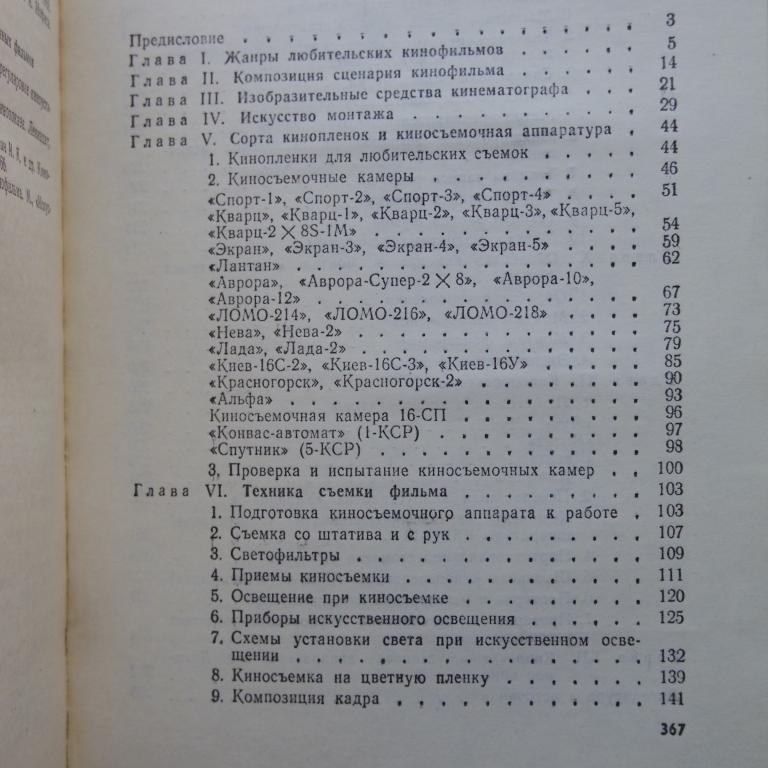 ных фильмов
Предисловие . . . 3
Глава I. Жанры любительских кинофильмов . . . 5
Глава II. Композиция сценария кинофильма . . . 14
Глава III. Изобразительные средства кинематографа . . . 21
Глава IV. Искусство монтажа . . . 29
Глава V. Сорта кинопленок и киносъемочная аппаратура . 44
1. Кинопленки для любительских съемок . . . 44
2. Киносъемочные камеры . . . 46
«Спорт-1», «Спорт-2», «Спорт-3», «Спорт-4» . . . 51
«Кварц», «Кварц-1», «Кварц-2», «Кварц-3», «Кварц-5»,
«Кварц-2 × 8S-1М» . . . 54
«Экран», «Экран-3», «Экран-4», «Экран-5» . . . 59
«Лантан» . . . 62
«Аврора», «Аврора-Супер-2 × 8», «Аврора-10»,
«Аврора-12» . . . 67
«ЛОМО-214», «ЛОМО-216», «ЛОМО-218» . . . 73
«Нева», «Нева-2» . . . 75
«Лада», «Лада-2» . . . 79
«Киев-16С-2», «Киев-16С-3», «Киев-16У» . . . 85
«Красногорск», «Красногорск-2» . . . 90
«Альфа» . . . 93
Киносъемочная камера 16-СП . . . 96
«Конвас-автомат» (1-КСР) . . . 97
«Спутник» (5-КСР) . . . 98
3. Проверка и испытание киносъемочных камер . . 100
Глава VI. Техника съемки фильма . . . 103
1. Подготовка киносъемочного аппарата к работе . 103
2. Съемка со штатива и с рук . . . 107
3. Светофильтры . . . 109
4. Приемы киносъемки . . . 111
5. Освещение при киносъемке . . . 120
6. Приборы искусственного освещения . . . 125
7. Схемы установки света при искусственном осве-
щении . . . 132
8. Киносъемка на цветную пленку . . . 139
9. Композиция кадра . . . 141
367